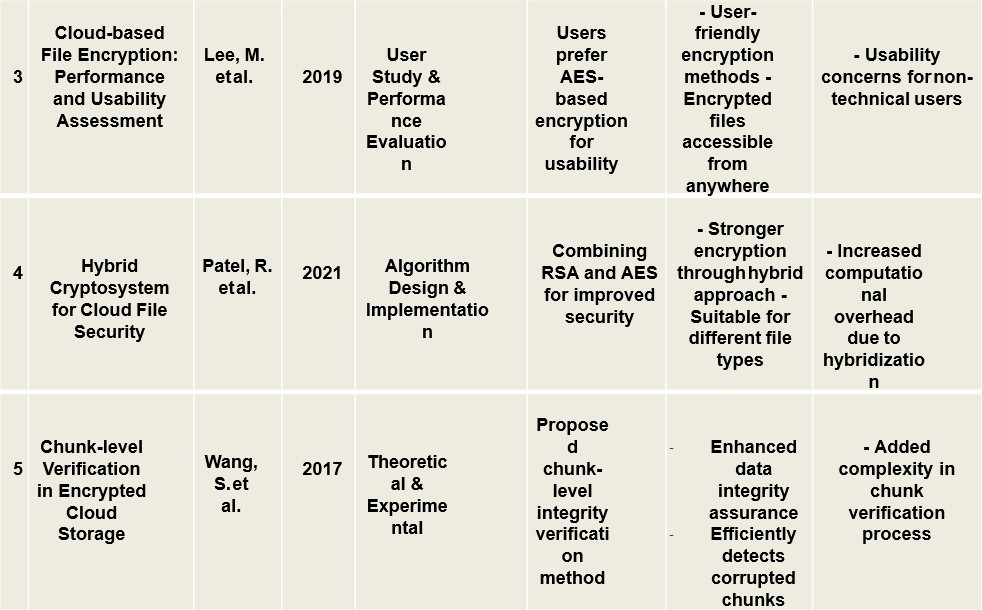 3
Cloud-based
File Encryption:
Performance
and Usability
Assessment
Lee, M.
et al.
2019
User
Study &
Performa
nce
Evaluatio
n
Users
prefer
AES-
based
encryption
for
usability
- User-
friendly
encryption
methods -
Encrypted
files
accessible
from
anywhere
- Usability
concerns for non-
technical users
4
Hybrid
Cryptosystem
for Cloud File
Security
Patel, R.
et al.
2021
Algorithm
Design &
Implementatio
n
Combining
RSA and AES
for improved
security
- Stronger
encryption
through hybrid
approach -
Suitable for
different file
types
- Increased
computatio
nal
overhead
due to
hybridizatio
n
5
Chunk-level
Verification
in Encrypted
Cloud
Storage
Wang,
S. et
al.
2017
Theoretic
al &
Experime
ntal
Propose
d
chunk-
level
integrity
verificati
on
method
- Enhanced
data
integrity
assurance
- Efficiently
detects
corrupted
chunks
- Added
complexity in
chunk
verification
process